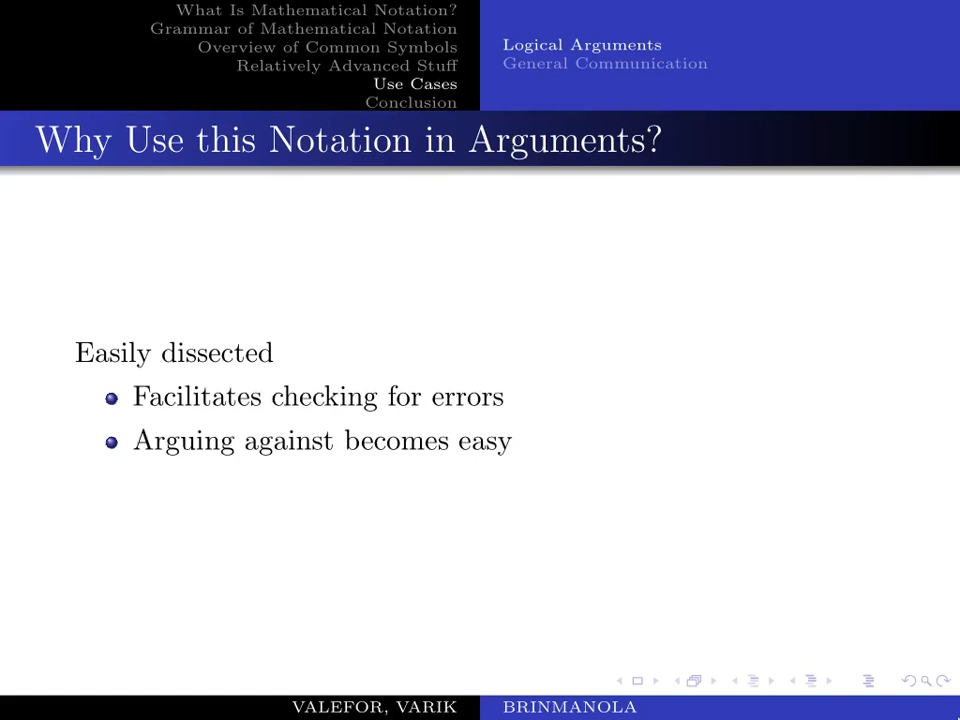 What Is Mathematical Notation?
Grammar of Mathematical Notation
Overview of Common Symbols
Relatively Advanced Stuff
Use Cases
Conclusion
Logical Arguments
General Communication
Why Use this Notation in Arguments?
Easily dissected
Facilitates checking for errors
Arguing against becomes easy
VALEFOR, VARIK
BRINMANOLA